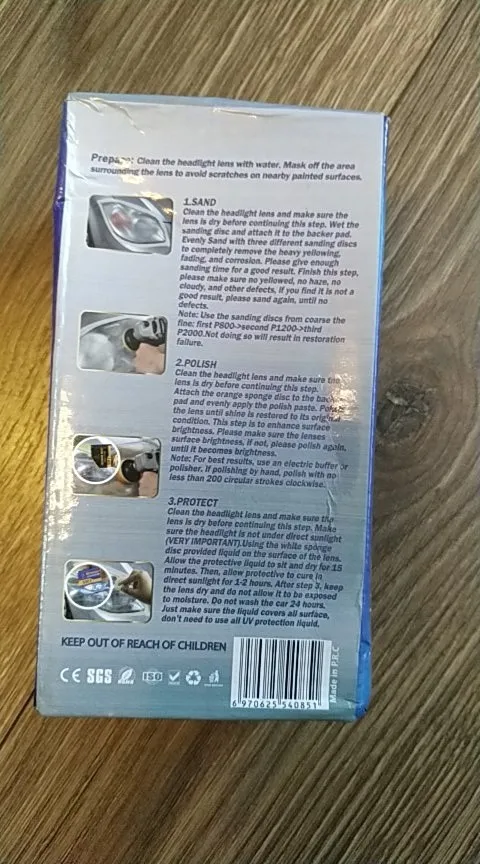 Prepare: Clean the headlight lens with water. Mask off the area
surrounding the lens to avoid scratches on nearby painted surfaces.
1.SAND
Clean the headlight lens and make sure the
lens is dry before continuing this step. Wet the
sanding disc and attach it to the backer pad.
Evenly Sand with three different sanding discs
to completely remove the heavy yellowing,
fading, and corrosion. Please give enough
sanding time for a good result. Finish this step,
please make sure no yellowed, no haze, no
cloudy, and other defects, if you find it is not a
good result, please sand again, until no
defects.
Note: Use the sanding discs from coarse the
fine: first P800->second P1200->third
P2000.Not doing so will result in restoration
failure.
2.POLISH
Clean the headlight lens and make sure the
lens is dry before continuing this step.
Attach the orange sponge disc to the backer
pad and evenly apply the polish paste. Polish
the lens until shine is restored to its original
condition. This step is to enhance surface
brightness. Please make sure the lenses
surface brightness, if not, please polish again,
until it becomes brightness.
Note: For best results, use an electric buffer or
polisher. If polishing by hand, polish with no
less than 200 circular strokes clockwise.
3.PROTECT
Clean the headlight lens and make sure the
lens is dry before continuing this step. Make
sure the headlight is not under direct sunlight
(VERY IMPORTANT).Using the white sponge
disc provided liquid on the surface of the lens.
Allow the protective liquid to sit and dry for 15
minutes. Then, allow protective to cure in
direct sunlight for 1-2 hours. After step 3, keep
the lens dry and do not allow it to be exposed
to moisture. Do not wash the car 24 hours.
Just make sure the liquid covers all surface,
don't need to use all UV protection liquid.
KEEP OUT OF REACH OF CHILDREN
CE SGS ISO
6 970625 540851
Made in P.R.C